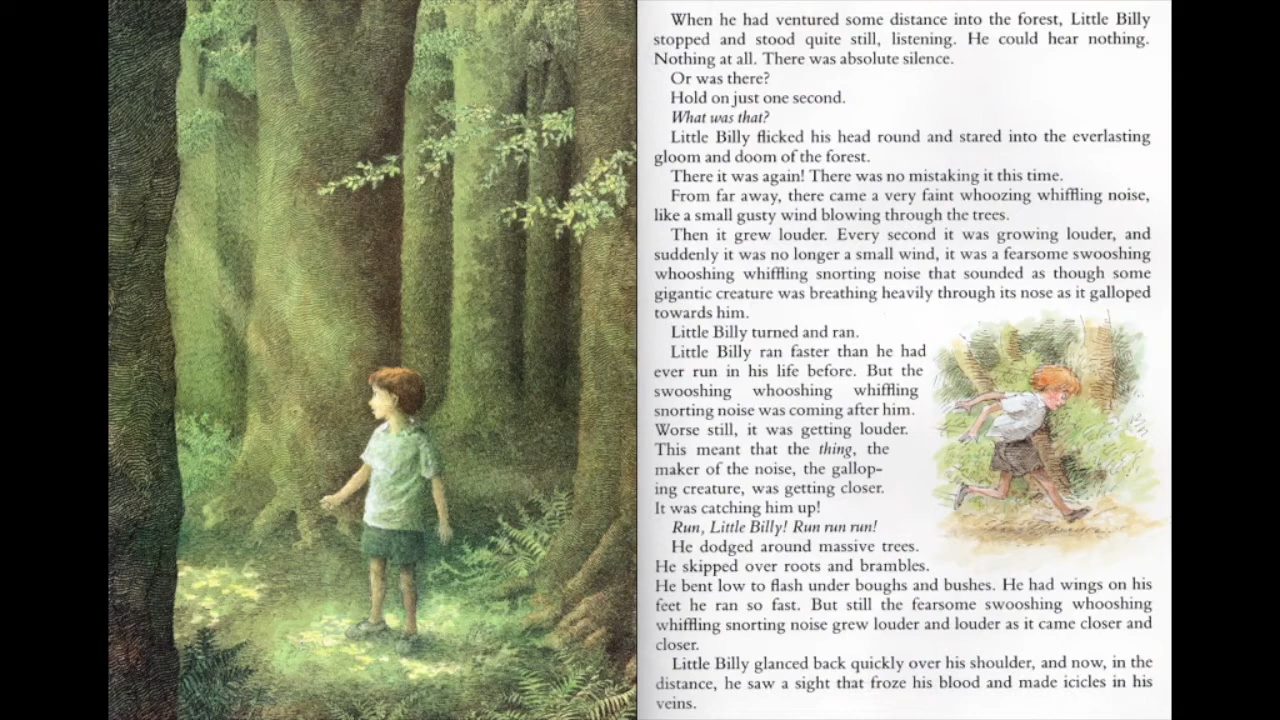 When he had ventured some distance into the forest, Little Billy
stopped and stood quite still, listening. He could hear nothing.
Nothing at all. There was absolute silence.
Or was there?
Hold on just one second.
What was that?
Little Billy flicked his head round and stared into the everlasting
gloom and doom of the forest.
There it was again! There was no mistaking it this time.
From far away, there came a very faint whoozing whiffling noise,
like a small gusty wind blowing through the trees.
Then it grew louder. Every second it was growing louder, and
suddenly it was no longer a small wind, it was a fearsome swooshing
whooshing whiffling snorting noise that sounded as though some
gigantic creature was breathing heavily through its nose as it galloped
towards him.
Little Billy turned and ran.
Little Billy ran faster than he had
ever run in his life before. But the
swooshing whooshing whiffling
snorting noise was coming after him.
Worse still, it was getting louder.
This meant that the thing, the
maker of the noise, the gallop-
ing creature, was getting closer.
It was catching him up!
Run, Little Billy! Run run run!
He dodged around massive trees.
He skipped over roots and brambles.
He bent low to flash under boughs and bushes. He had wings on his
feet he ran so fast. But still the fearsome swooshing whooshing
whiffling snorting noise grew louder and louder as it came closer and
closer.
Little Billy glanced back quickly over his shoulder, and now, in the
distance, he saw a sight that froze his blood and made icicles in his
veins.